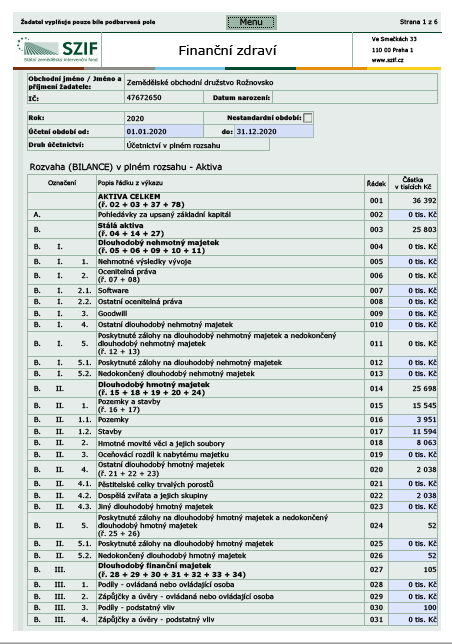 Žadatel vyplňuje pouze bíle podbarvená pole
Menu
Strana 1 z 6
SZIF
Státní zemědělský intervenční fond
Finanční zdraví
Ve Smečkách 33
110 00 Praha 1
www.szif.cz
Obchodní jméno / Jméno a příjmení žadatele: Zemědělské obchodní družstvo Rožnovsko
IČ: 47672650 Datum narození:
Rok: 2020 Nestandardní období:
Účetní období od: 01.01.2020 do: 31.12.2020
Druh účetnictví: Účetnictví v plném rozsahu
Rozvaha (BILANCE) v plném rozsahu - Aktiva
Označení Popis řádku z výkazu Řádek Částka v tisících Kč
AKTIVA CELKEM (ř. 02 + 03 + 37 + 78) 001 36 392
A. Pohledávky za upsaný základní kapitál 002 0 tis. Kč
B. Stálá aktiva (ř. 04 + 14 + 27) 003 25 803
B. I. Dlouhodobý nehmotný majetek (ř. 05 + 06 + 09 + 10 + 11) 004 0 tis. Kč
B. I. 1. Nehmotné výsledky vývoje 005 0 tis. Kč
B. I. 2. Ocenitelná práva (ř. 07 + 08) 006 0 tis. Kč
B. I. 2.1. Software 007 0 tis. Kč
B. I. 2.2. Ostatní ocenitelná práva 008 0 tis. Kč
B. I. 3. Goodwill 009 0 tis. Kč
B. I. 4. Ostatní dlouhodobý nehmotný majetek 010 0 tis. Kč
B. I. 5. Poskytnuté zálohy na dlouhodobý nehmotný majetek a nedokončený dlouhodobý nehmotný majetek (ř. 12 + 13) 011 0 tis. Kč
B. I. 5.1. Poskytnuté zálohy na dlouhodobý nehmotný majetek 012 0 tis. Kč
B. I. 5.2. Nedokončený dlouhodobý nehmotný majetek 013 0 tis. Kč
B. II. Dlouhodobý hmotný majetek (ř. 15 + 18 + 19 + 20 + 24) 014 25 698
B. II. 1. Pozemky a stavby (ř. 16 + 17) 015 15 545
B. II. 1.1. Pozemky 016 3 951
B. II. 1.2. Stavby 017 11 594
B. II. 2. Hmotné movité věci a jejich soubory 018 8 063
B. II. 3. Oceňovací rozdíl k nabytému majetku 019 0 tis. Kč
B. II. 4. Ostatní dlouhodobý hmotný majetek (ř. 21 + 22 + 23) 020 2 038
B. II. 4.1. Pěstitelské celky trvalých porostů 021 0 tis. Kč
B. II. 4.2. Dospělá zvířata a jejich skupiny 022 2 038
B. II. 4.3. Jiný dlouhodobý hmotný majetek 023 0 tis. Kč
B. II. 5. Poskytnuté zálohy na dlouhodobý hmotný majetek a nedokončený dlouhodobý hmotný majetek (ř. 25 + 26) 024 52
B. II. 5.1. Poskytnuté zálohy na dlouhodobý hmotný majetek 025 0 tis. Kč
B. II. 5.2. Nedokončený dlouhodobý hmotný majetek 026 52
B. III. Dlouhodobý finanční majetek (ř. 28 + 29 + 30 + 31 + 32 + 33 + 34) 027 105
B. III. 1. Podíly - ovládaná nebo ovládající osoba 028 0 tis. Kč
B. III. 2. Zápůjčky a úvěry - ovládaná nebo ovládající osoba 029 0 tis. Kč
B. III. 3. Podíly - podstatný vliv 030 100
B. III. 4. Zápůjčky a úvěry - podstatný vliv 031 0 tis. Kč